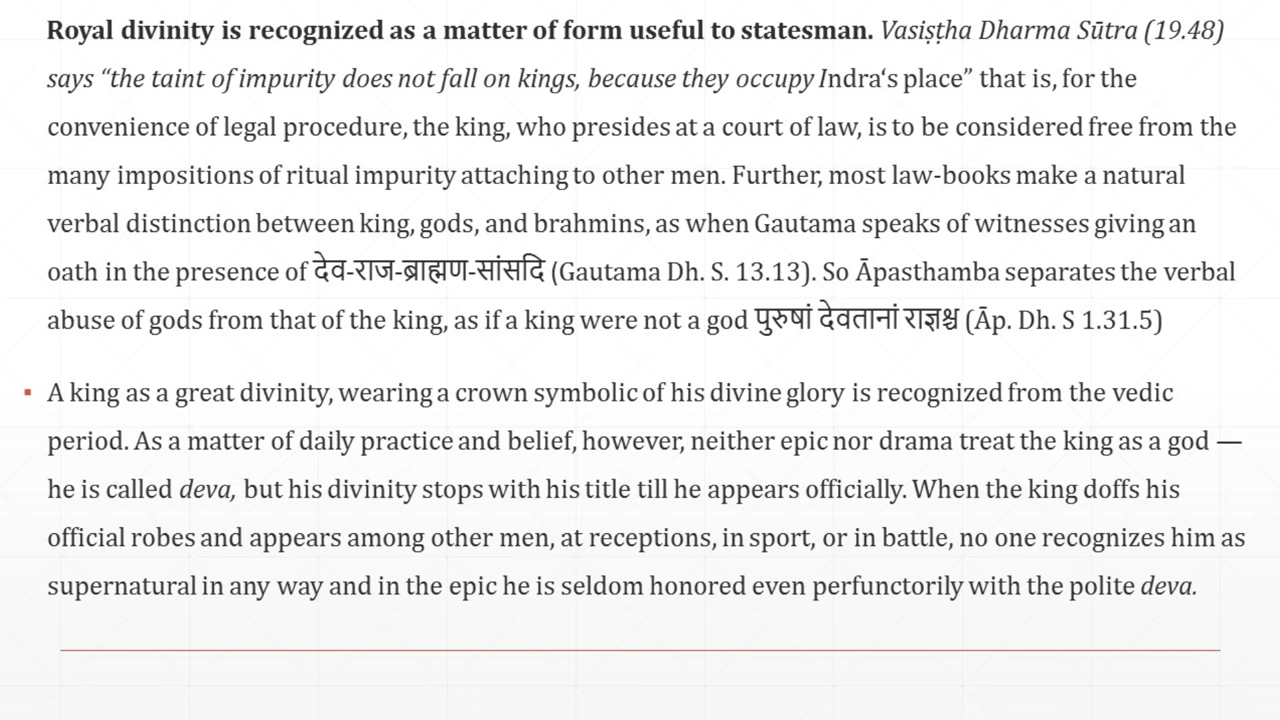 Royal divinity is recognized as a matter of form useful to statesman. Vasiṣṭha Dharma Sūtra (19.48)
says “the taint of impurity does not fall on kings, because they occupy Indra‘s place” that is, for the
convenience of legal procedure, the king, who presides at a court of law, is to be considered free from the
many impositions of ritual impurity attaching to other men. Further, most law-books make a natural
verbal distinction between king, gods, and brahmins, as when Gautama speaks of witnesses giving an
oath in the presence of देव-राज-ब्राह्मण-सांसदि (Gautama Dh. S. 13.13). So Āpasthamba separates the verbal
abuse of gods from that of the king, as if a king were not a god पुरुषां देवतानां राज्ञश्च (Āp. Dh. S 1.31.5)
▪ A king as a great divinity, wearing a crown symbolic of his divine glory is recognized from the vedic
period. As a matter of daily practice and belief, however, neither epic nor drama treat the king as a god —
he is called deva, but his divinity stops with his title till he appears officially. When the king doffs his
official robes and appears among other men, at receptions, in sport, or in battle, no one recognizes him as
supernatural in any way and in the epic he is seldom honored even perfunctorily with the polite deva.